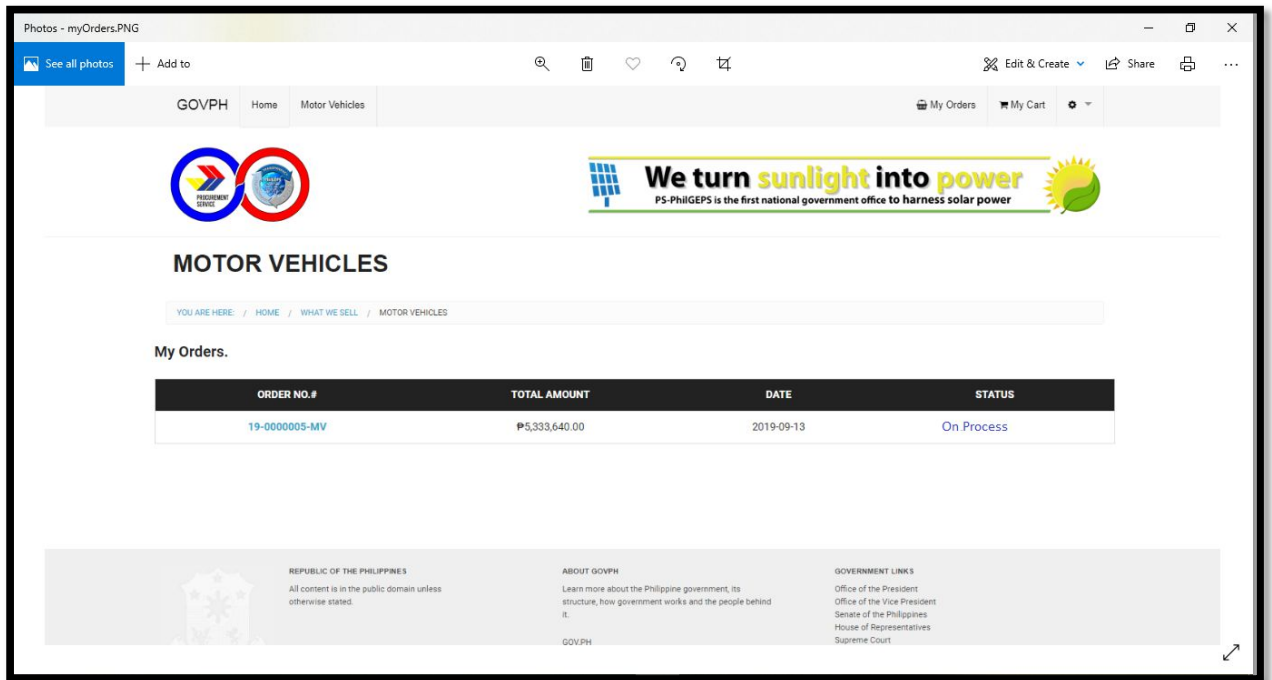 Photos - myOrders.PNG
See all photos
Add to
Edit & Create
Share
GOVPH
Home
Motor Vehicles
My Orders
My Cart
PROCUREMENT
SERVICE
We turn sunlight into power
PS-PhilGEPS is the first national government office to harness solar power
MOTOR VEHICLES
YOU ARE HERE: / HOME / WHAT WE SELL / MOTOR VEHICLES
My Orders.
ORDER NO.# TOTAL AMOUNT DATE STATUS
19-0000005-MV ₱5,333,640.00 2019-09-13 On Process
REPUBLIC OF THE PHILIPPINES
All content is in the public domain unless
otherwise stated.
ABOUT GOVPH
Learn more about the Philippine government, its
structure, how government works and the people behind
it.
GOV.PH
GOVERNMENT LINKS
Office of the President
Office of the Vice President
Senate of the Philippines
House of Representatives
Supreme Court